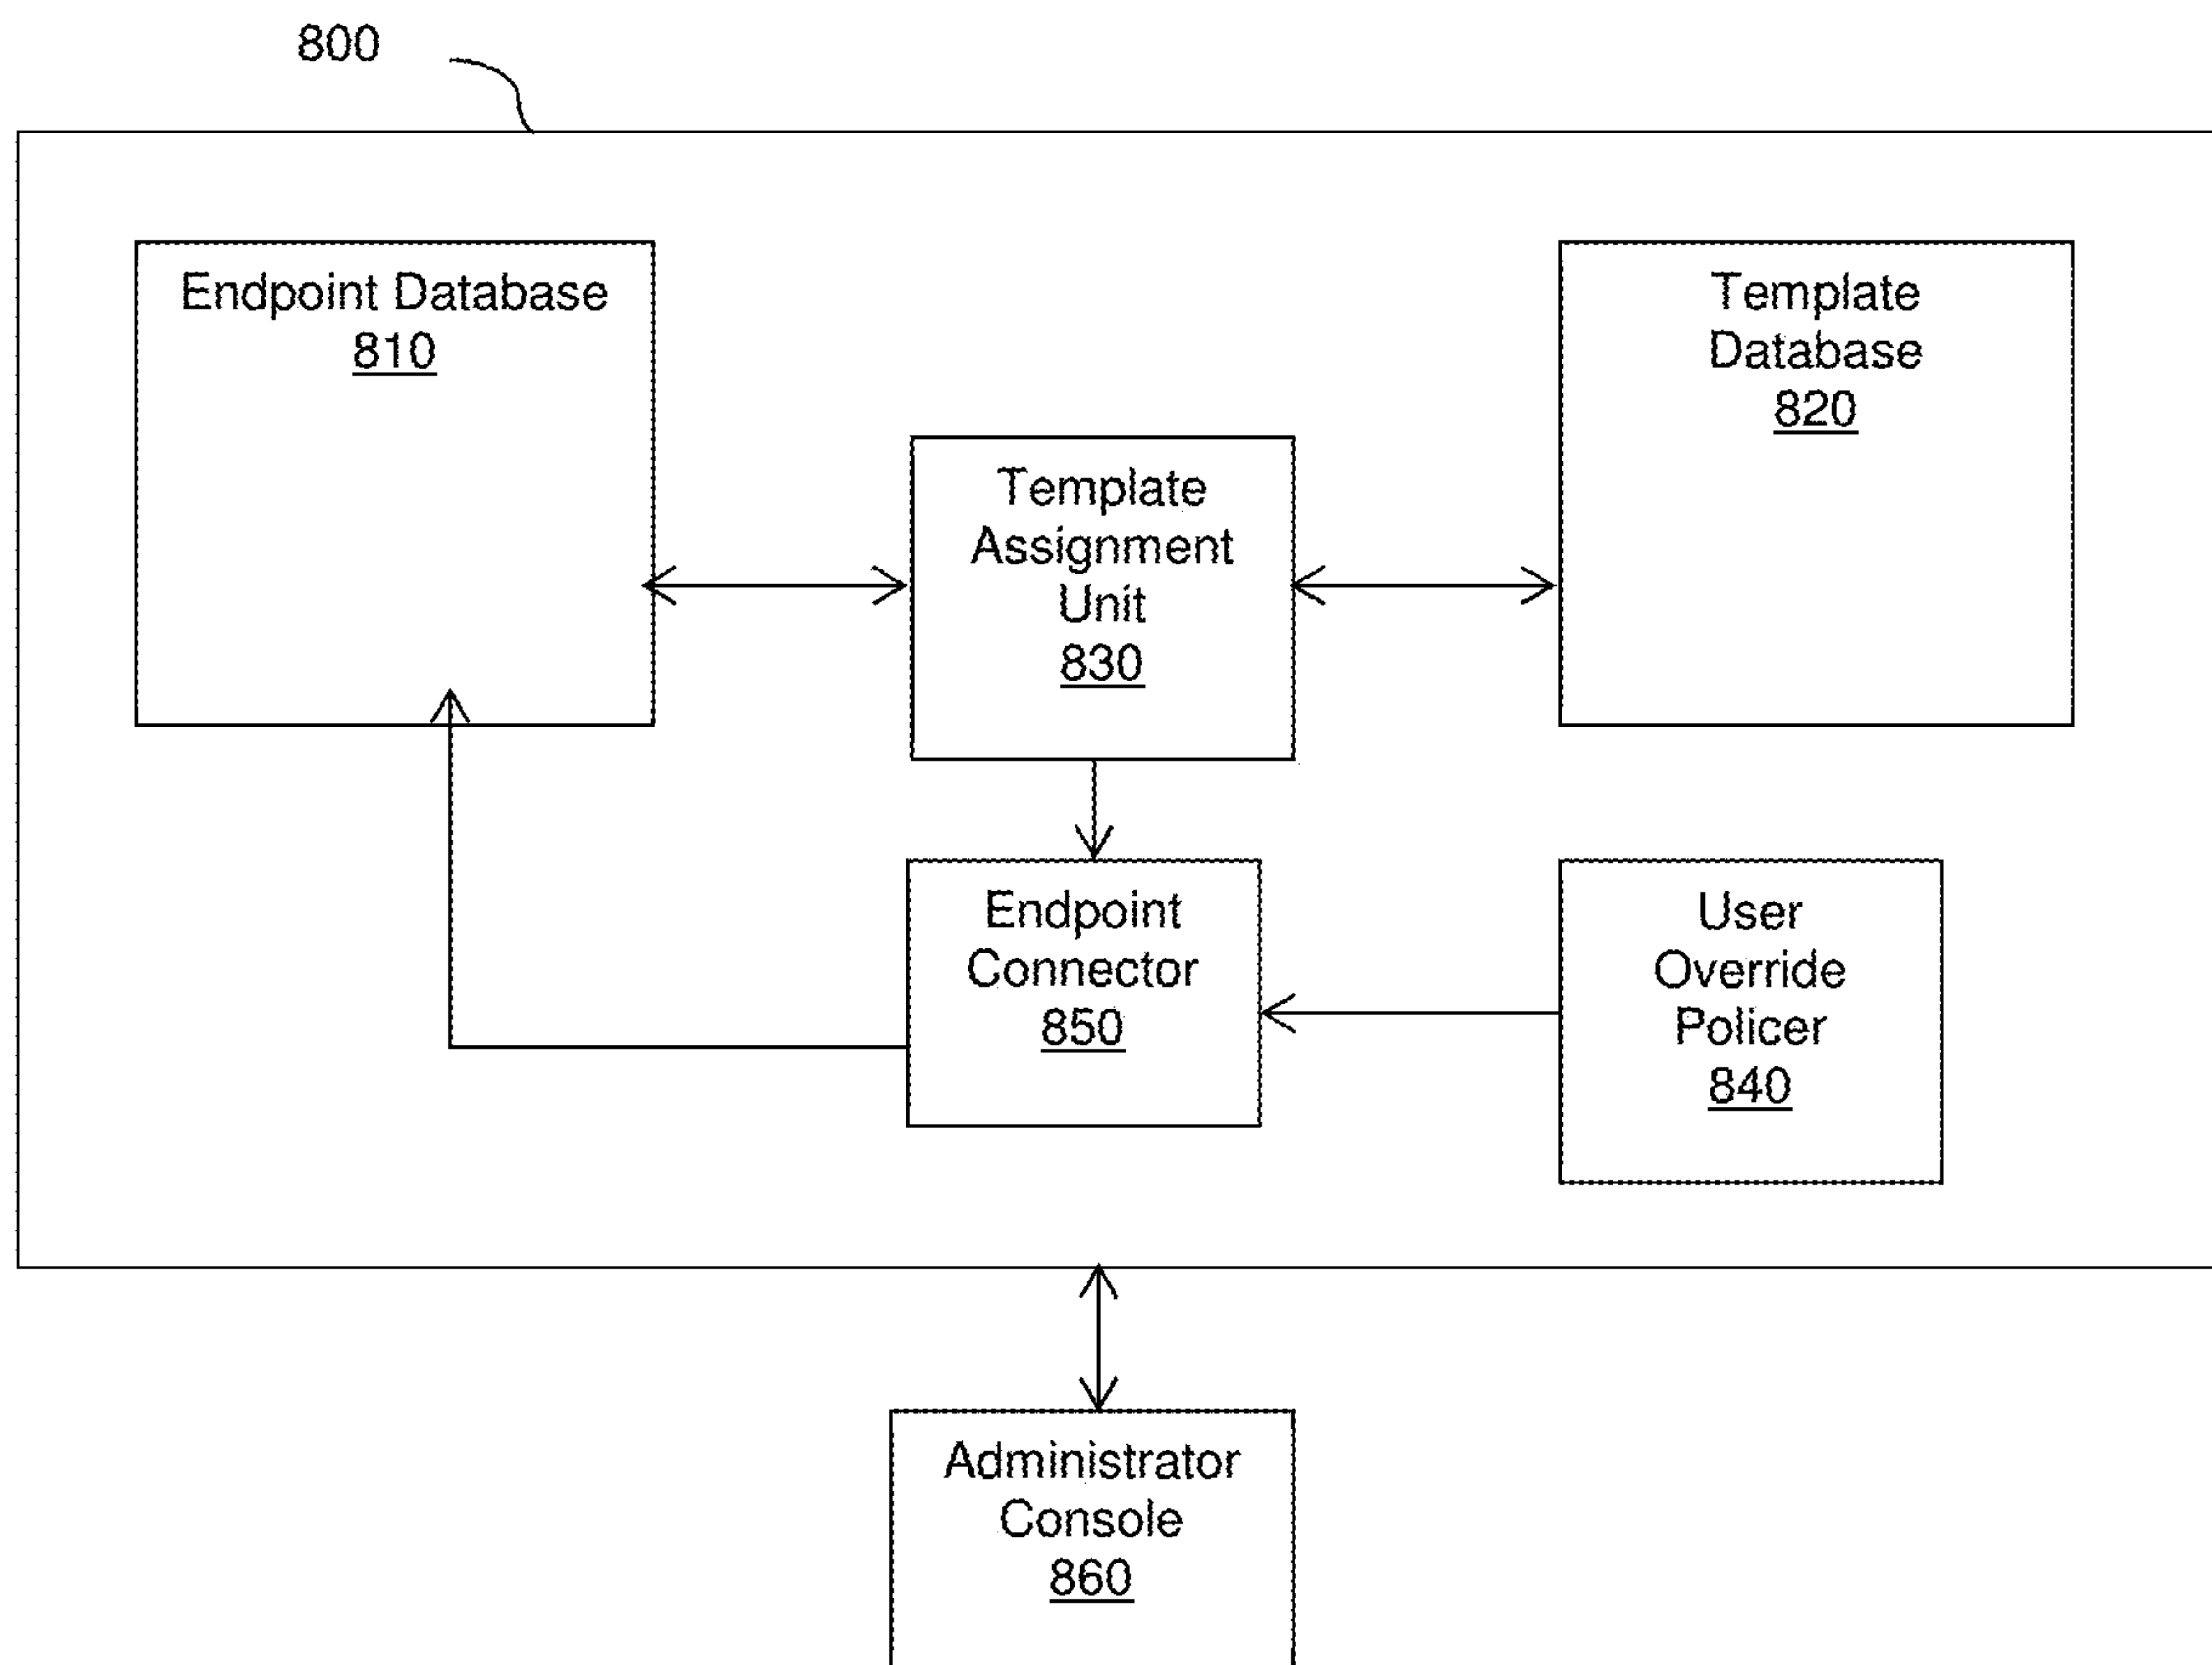 800
Endpoint Database
810
Template
Database
820
Template
Assignment
Unit
830
Endpoint
Connector
850
User
Override
Policer
840
Administrator
Console
860